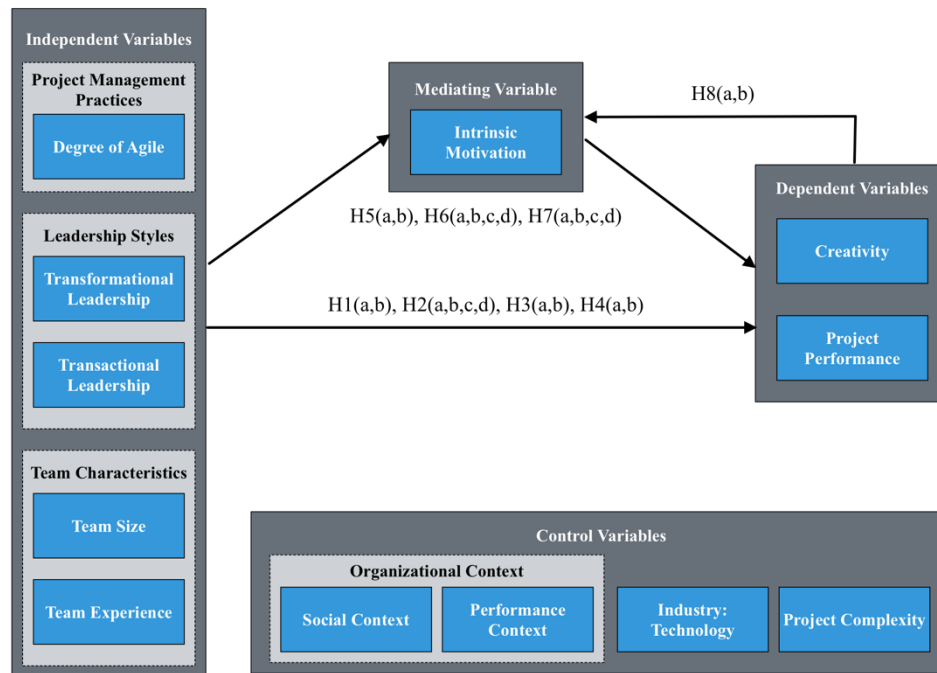 Independent Variables
Project Management
Practices
Degree of Agile
Leadership Styles
Transformational
Leadership
Transactional
Leadership
Team Characteristics
Team Size
Team Experience
Mediating Variable
Intrinsic
Motivation
H8(a,b)
H5(a,b), H6(a,b,c,d), H7(a,b,c,d)
H1(a,b), H2(a,b,c,d), H3(a,b), H4(a,b)
Dependent Variables
Creativity
Project
Performance
Control Variables
Organizational Context
Social Context
Performance
Context
Industry:
Technology
Project Complexity